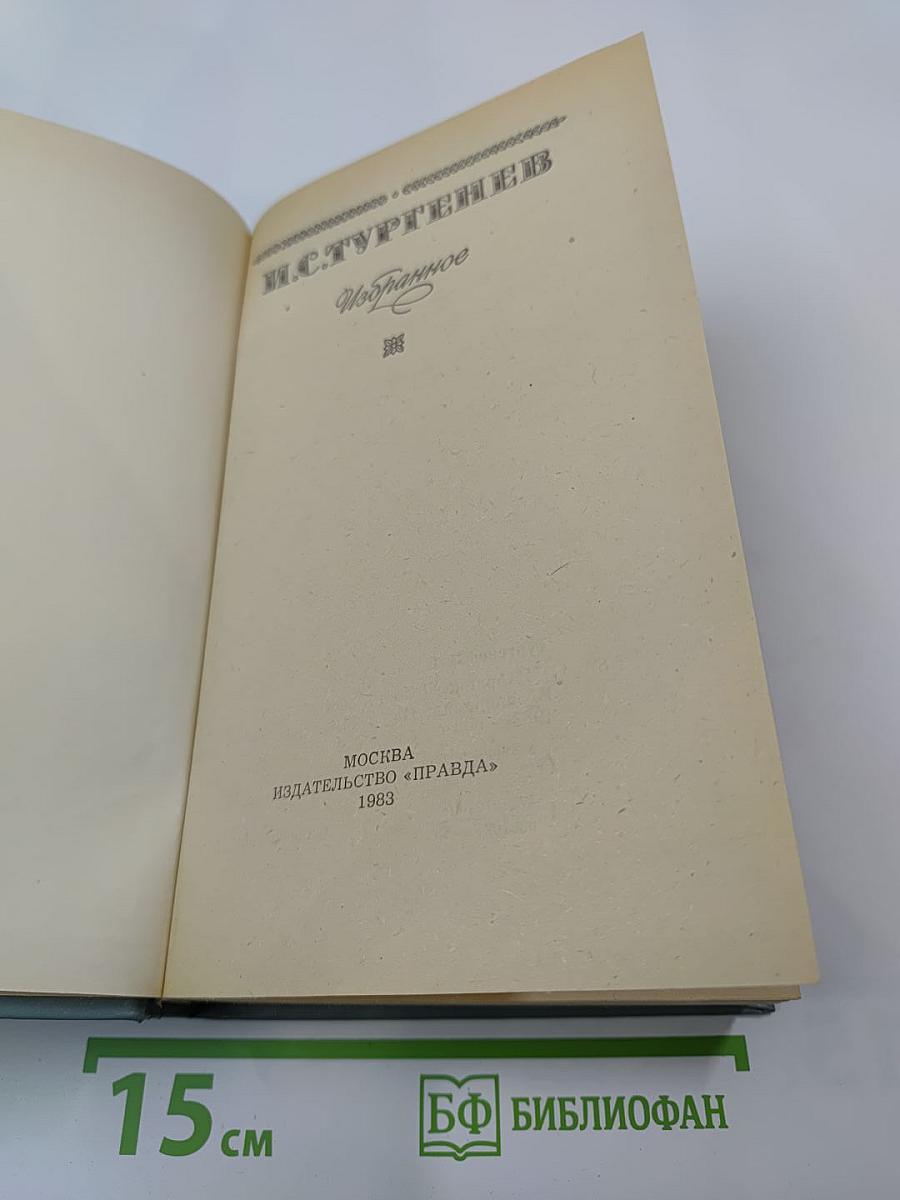 И.С.ТУРГЕНЕВ
Избранное
МОСКВА
ИЗДАТЕЛЬСТВО «ПРАВДА»
1983
15 см
БФ БИБЛИОФАН